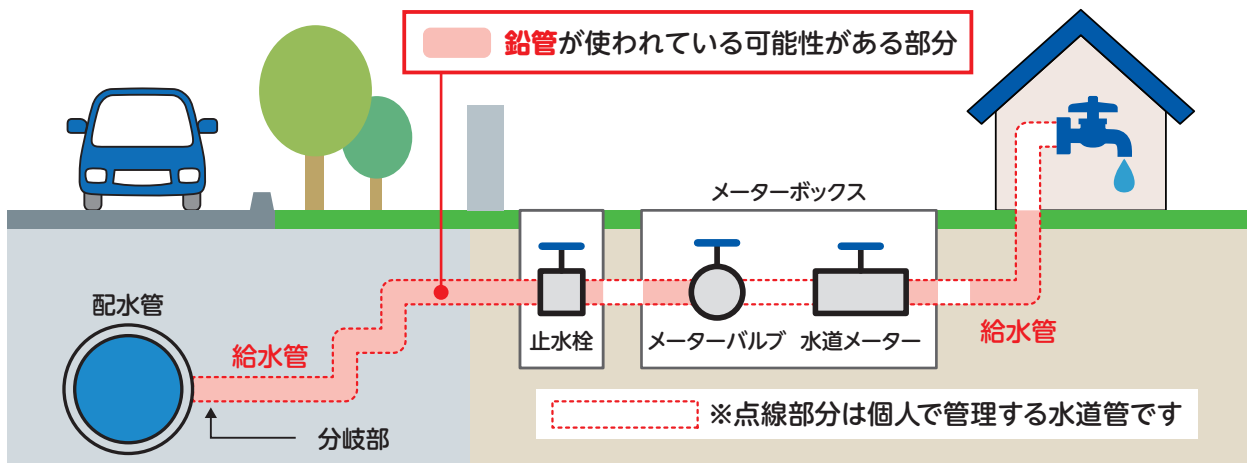 鉛管が使われている可能性がある部分
メーターボックス
配水管
給水管
止水栓
メーターバルブ
水道メーター
給水管
分岐部
※点線部分は個人で管理する水道管です